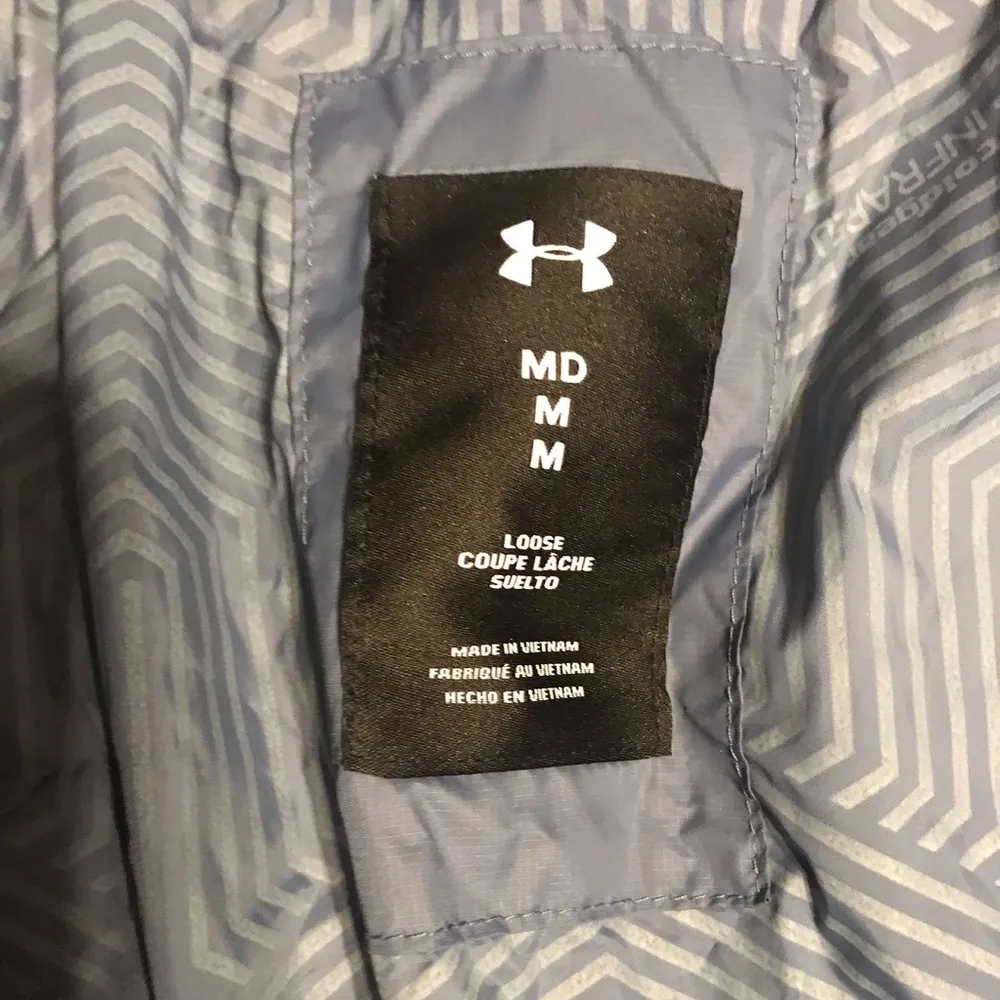 MD
M
M
LOOSE
COUPE LÂCHE
SUELTO
MADE IN VIETNAM
FABRIQUÉ AU VIETNAM
HECHO EN VIETNAM